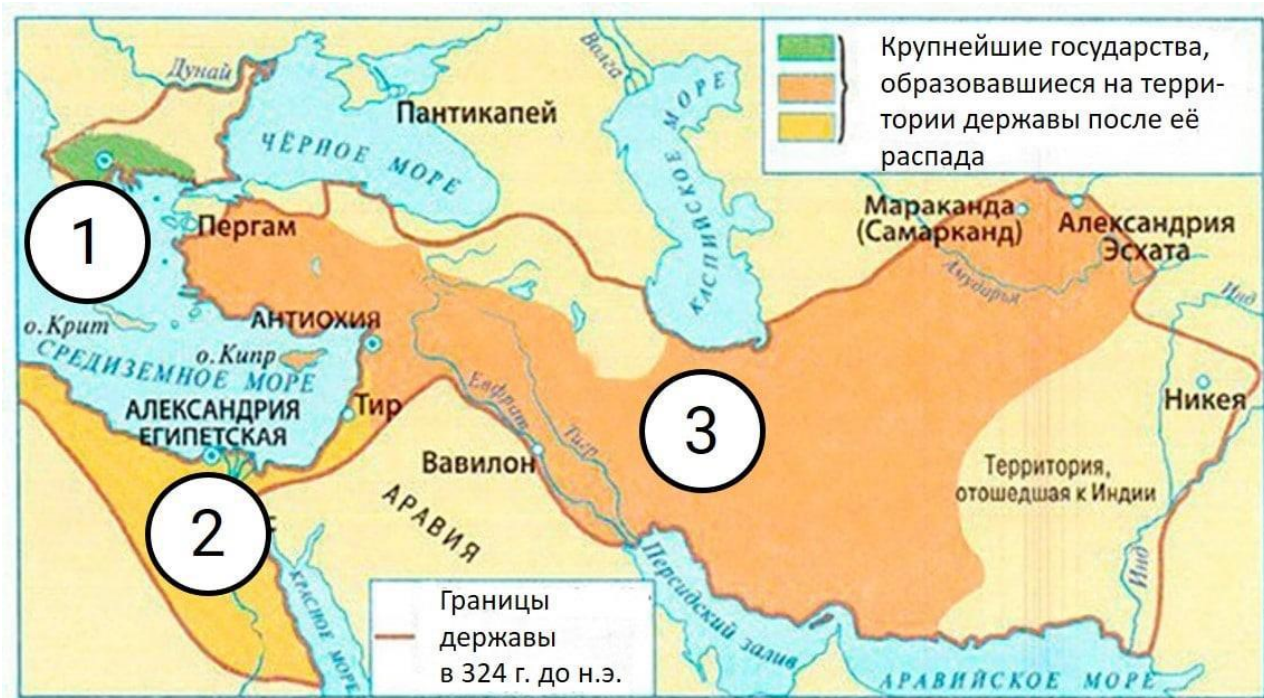 Крупнейшие государства,
образовавшиеся на терри-
тории державы после её
распада
Волга
Дунай
Пантикапей
ЧЁРНОЕ МОРЕ
КАСПИЙСКОЕ МОРЕ
Мараканда
(Самарканд)
Александрия
Эсхата
Амударья
Инд
1
Пергам
АНТИОХИЯ
о.Крит
о.Кипр
СРЕДИЗЕМНОЕ МОРЕ
АЛЕКСАНДРИЯ
ЕГИПЕТСКАЯ
Тир
Евфрат
Тигр
3
Никея
Вавилон
Территория,
отошедшая к Индии
АРАВИЯ
2
КРАСНОЕ МОРЕ
Персидский залив
Инд
АРАВИЙСКОЕ МОРЕ
Границы
державы
в 324 г. до н.э.